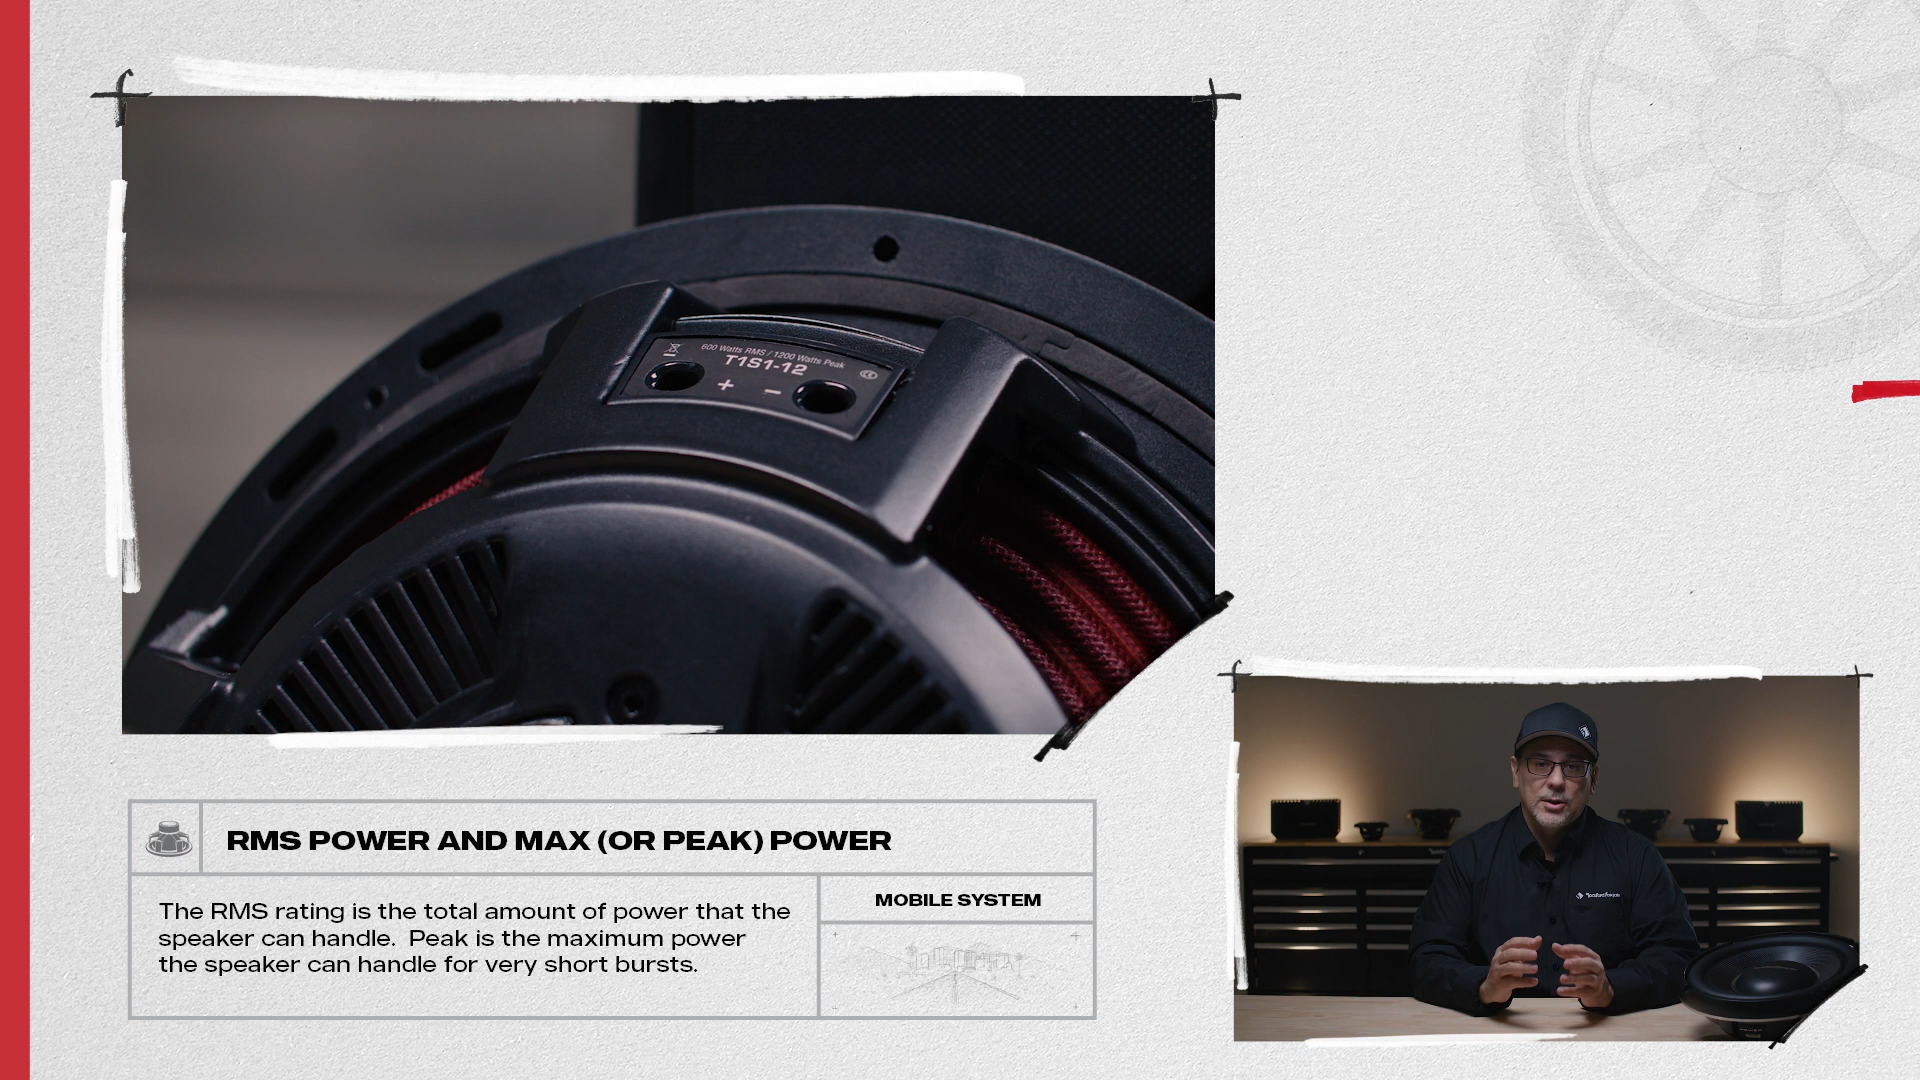 600 Watts RMS / 1200 Watts Peak
T1S1-12
+ −
RMS POWER AND MAX (OR PEAK) POWER
The RMS rating is the total amount of power that the
speaker can handle.  Peak is the maximum power
the speaker can handle for very short bursts.
MOBILE SYSTEM